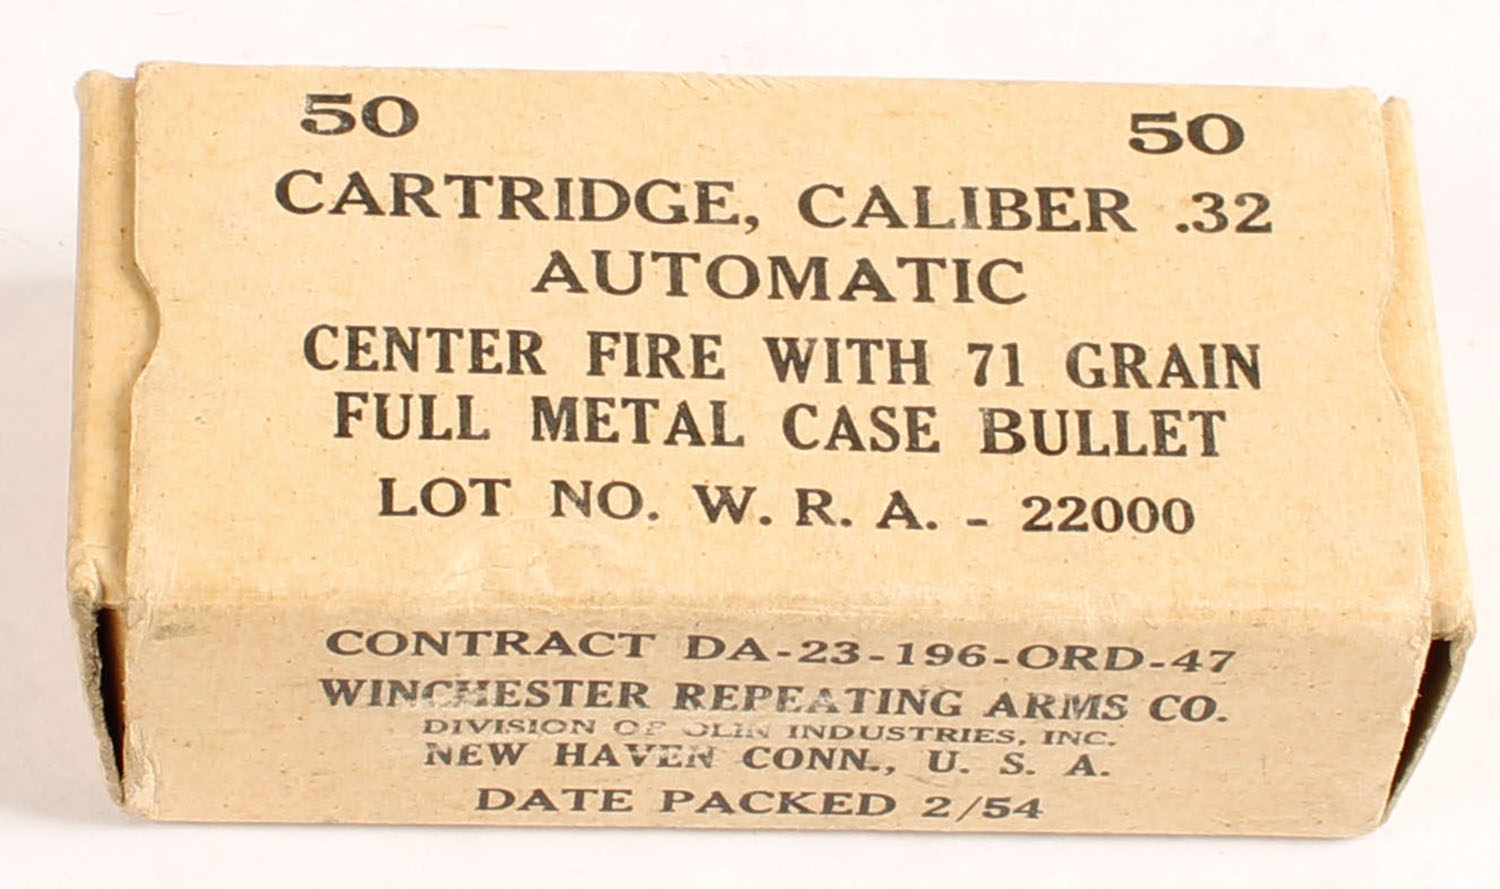 50 50
CARTRIDGE, CALIBER .32
AUTOMATIC
CENTER FIRE WITH 71 GRAIN
FULL METAL CASE BULLET
LOT NO. W. R. A. - 22000
CONTRACT DA-23-196-ORD-47
WINCHESTER REPEATING ARMS CO.
DIVISION OF OLIN INDUSTRIES, INC.
NEW HAVEN CONN., U. S. A.
DATE PACKED 2/54